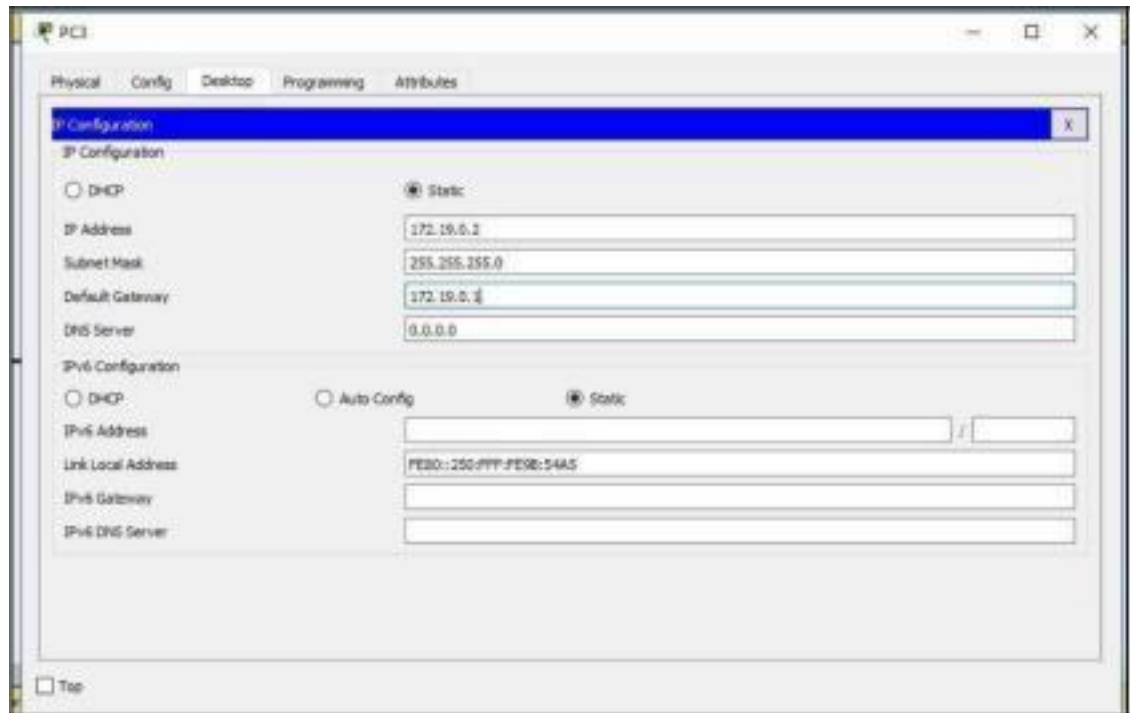 PC3
Physical Config Desktop Programming Attributes
IP Configuration X
IP Configuration
DHCP Static
IP Address 172.19.0.2
Subnet Mask 255.255.255.0
Default Gateway 172.19.0.1
DNS Server 0.0.0.0
IPv6 Configuration
DHCP Auto Config Static
IPv6 Address /
Link Local Address FE80::250:FFF:FE9B:54A5
IPv6 Gateway
IPv6 DNS Server
Top